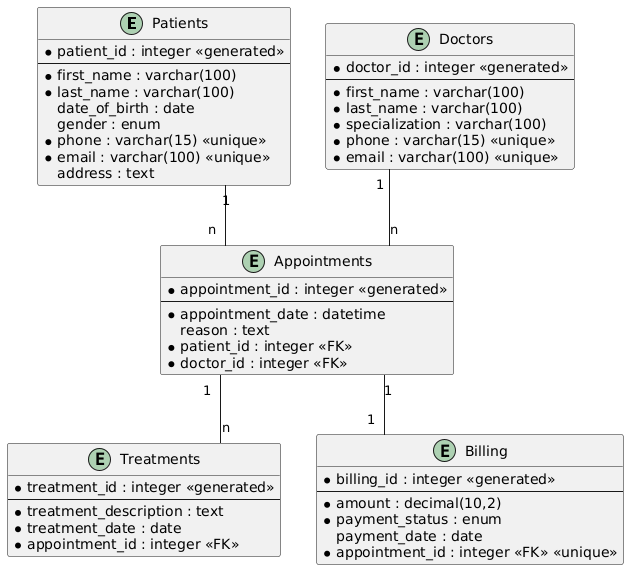 E Patients
* patient_id : integer «generated»
* first_name : varchar(100)
* last_name : varchar(100)
date_of_birth : date
gender : enum
* phone : varchar(15) «unique»
* email : varchar(100) «unique»
address : text
E Doctors
* doctor_id : integer «generated»
* first_name : varchar(100)
* last_name : varchar(100)
* specialization : varchar(100)
* phone : varchar(15) «unique»
* email : varchar(100) «unique»
1
n
1
n
E Appointments
* appointment_id : integer «generated»
* appointment_date : datetime
reason : text
* patient_id : integer «FK»
* doctor_id : integer «FK»
1
n
1
1
E Treatments
* treatment_id : integer «generated»
* treatment_description : text
* treatment_date : date
* appointment_id : integer «FK»
E Billing
* billing_id : integer «generated»
* amount : decimal(10,2)
* payment_status : enum
payment_date : date
* appointment_id : integer «FK» «unique»